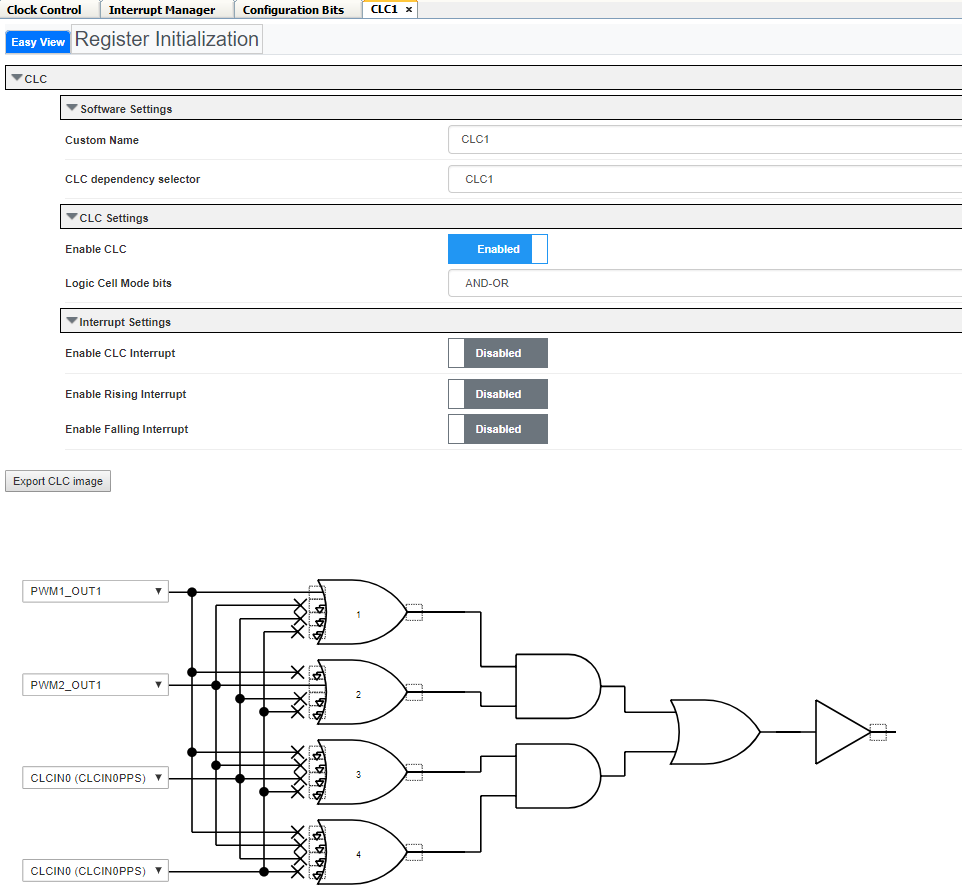 Clock Control Interrupt Manager Configuration Bits CLC1 ×
Easy View Register Initialization
CLC
Software Settings
Custom Name CLC1
CLC dependency selector CLC1
CLC Settings
Enable CLC Enabled
Logic Cell Mode bits AND-OR
Interrupt Settings
Enable CLC Interrupt Disabled
Enable Rising Interrupt Disabled
Enable Falling Interrupt Disabled
Export CLC image
PWM1_OUT1
1
PWM2_OUT1
2
CLCIN0 (CLCIN0PPS)
3
CLCIN0 (CLCIN0PPS)
4